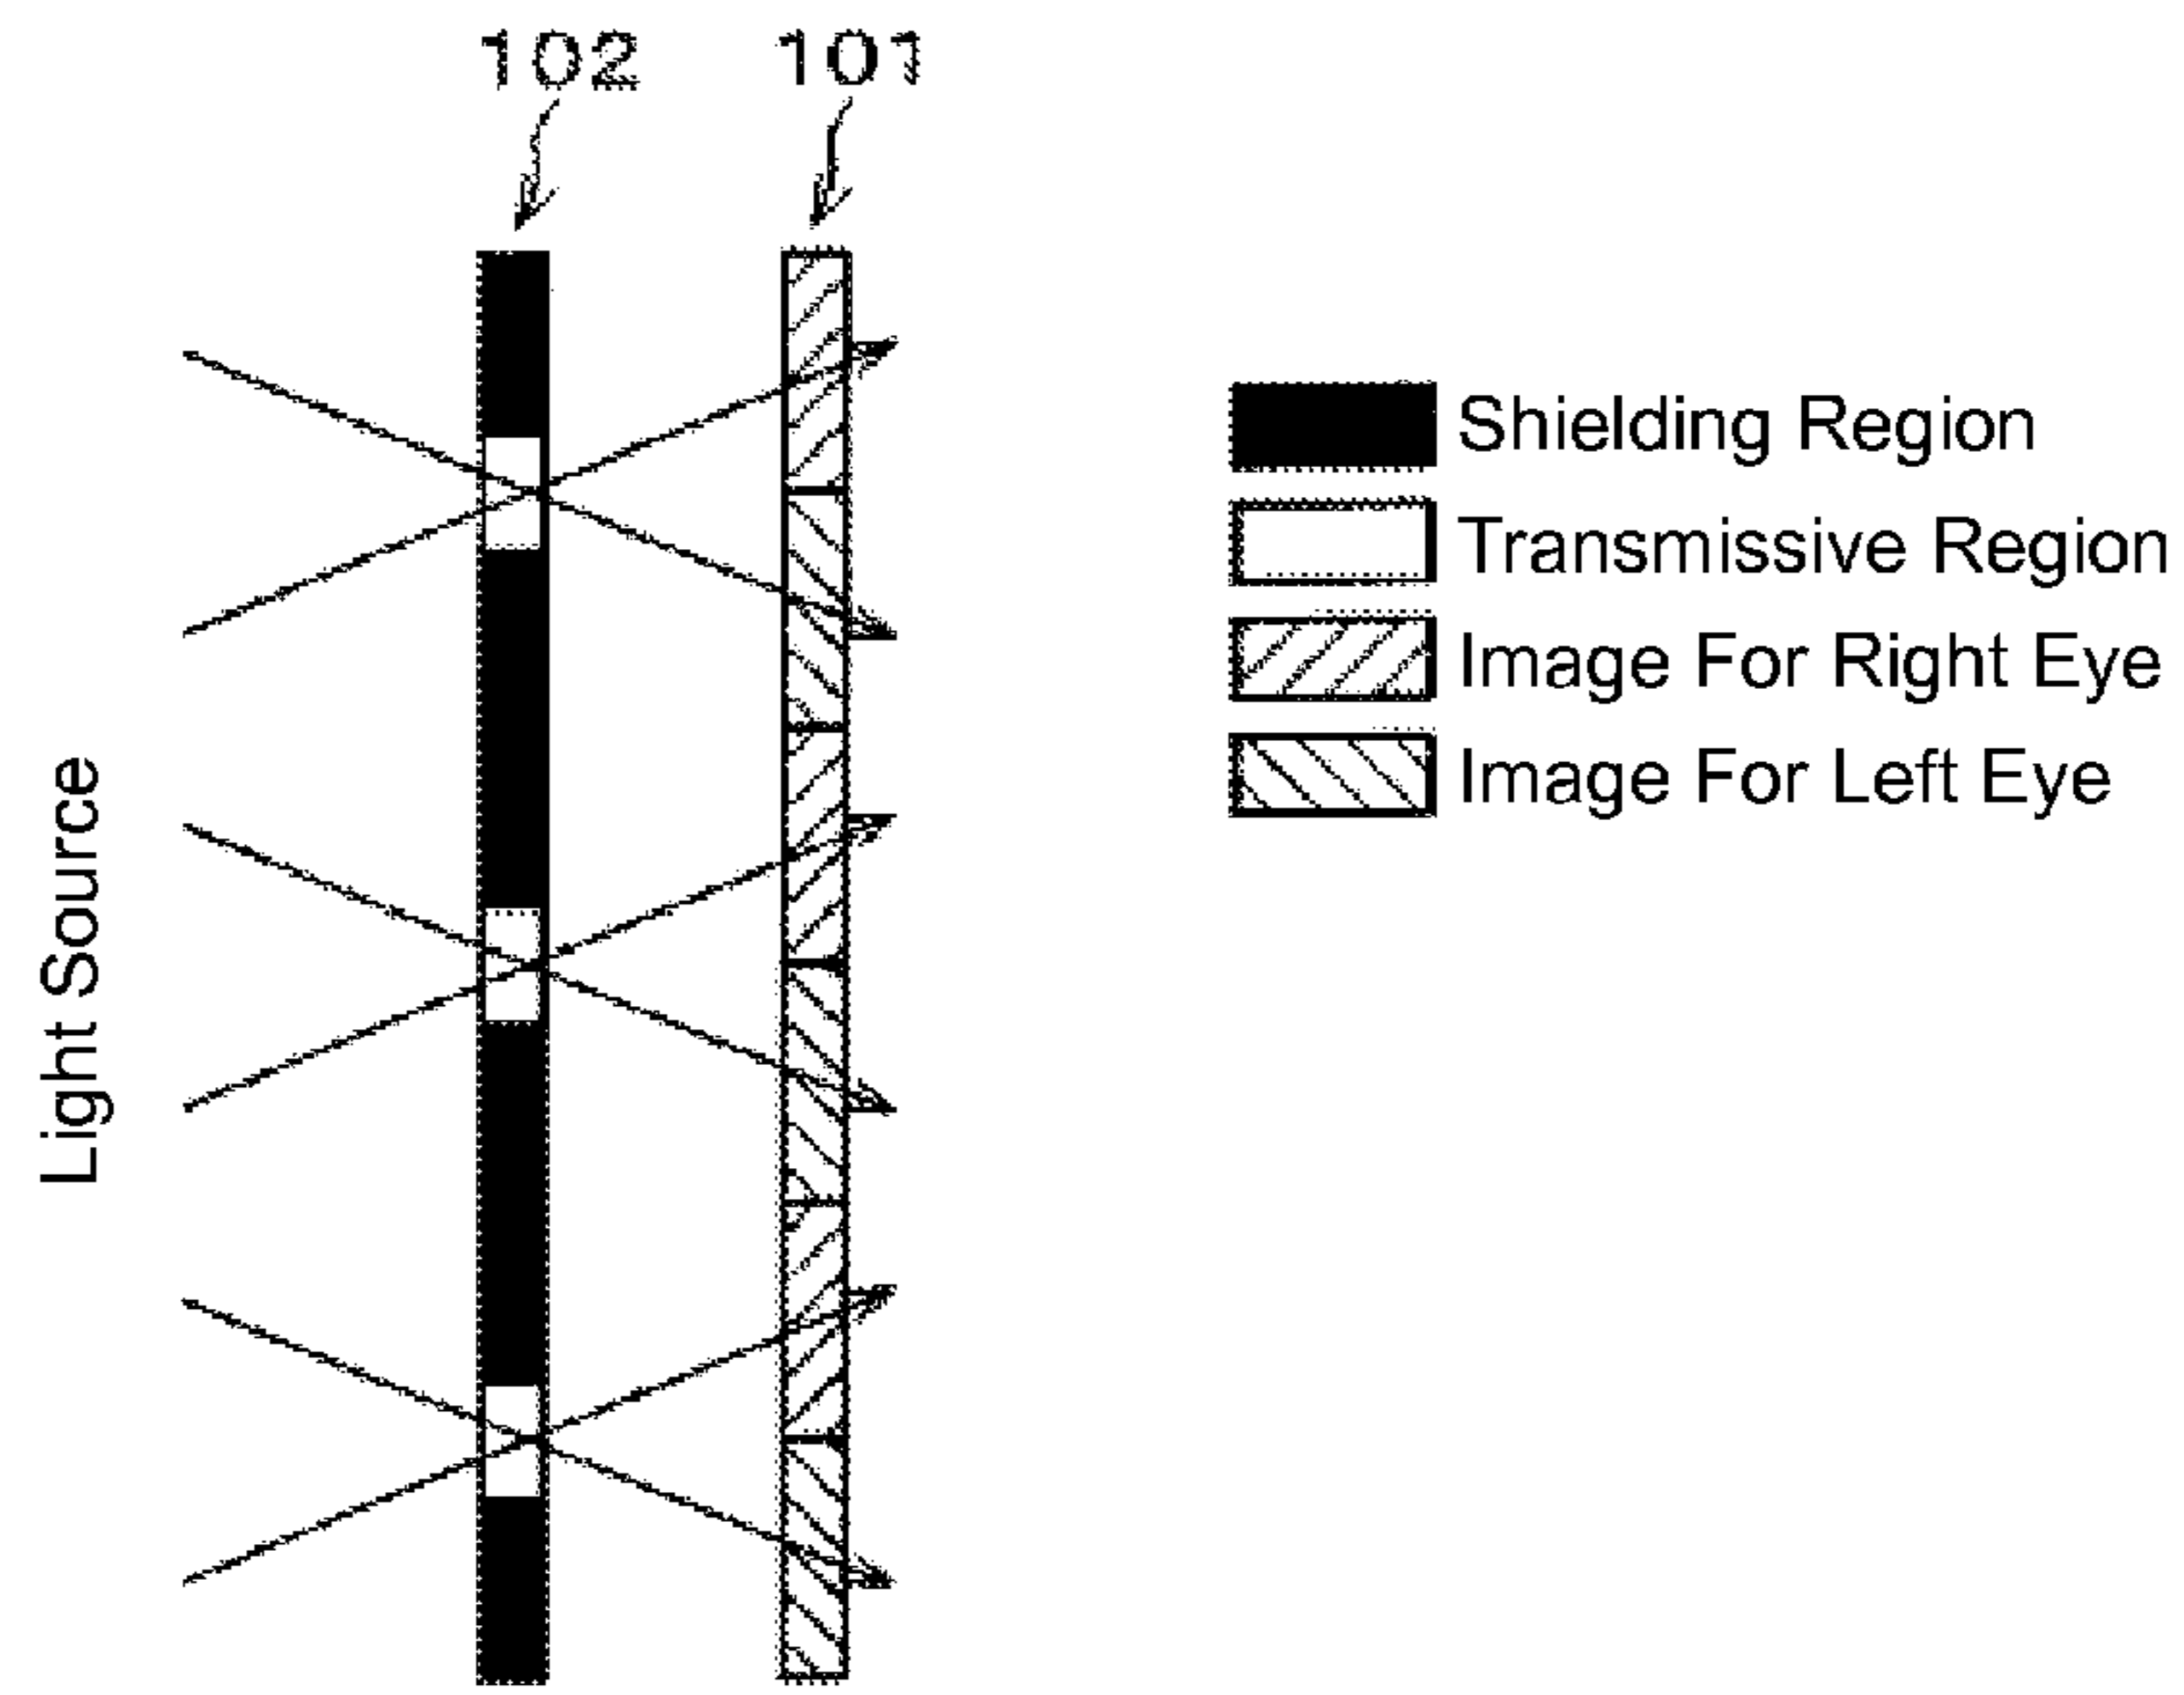 102
101
Shielding Region
Transmissive Region
Image For Right Eye
Image For Left Eye
Light Source